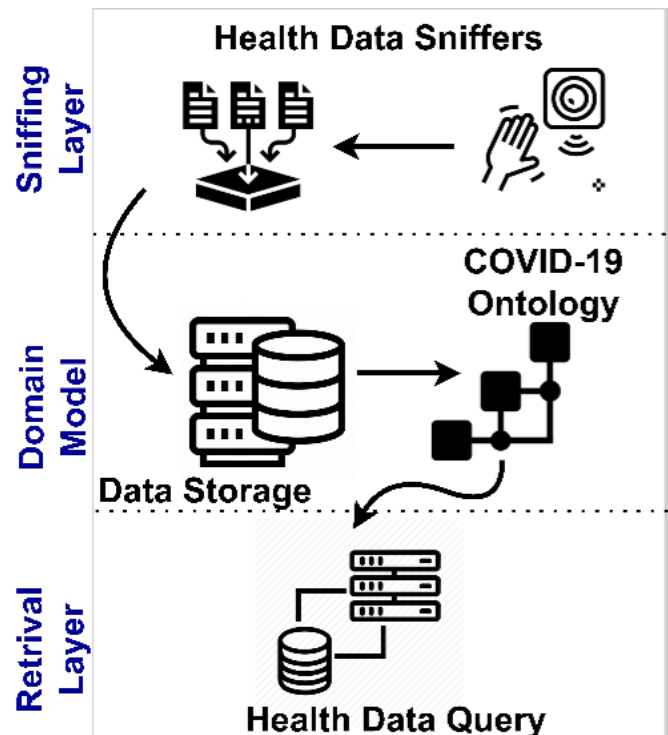 Health Data Sniffers
Sniffing
Layer
COVID-19
Ontology
Domain
Model
Data Storage
Retrival
Layer
Health Data Query